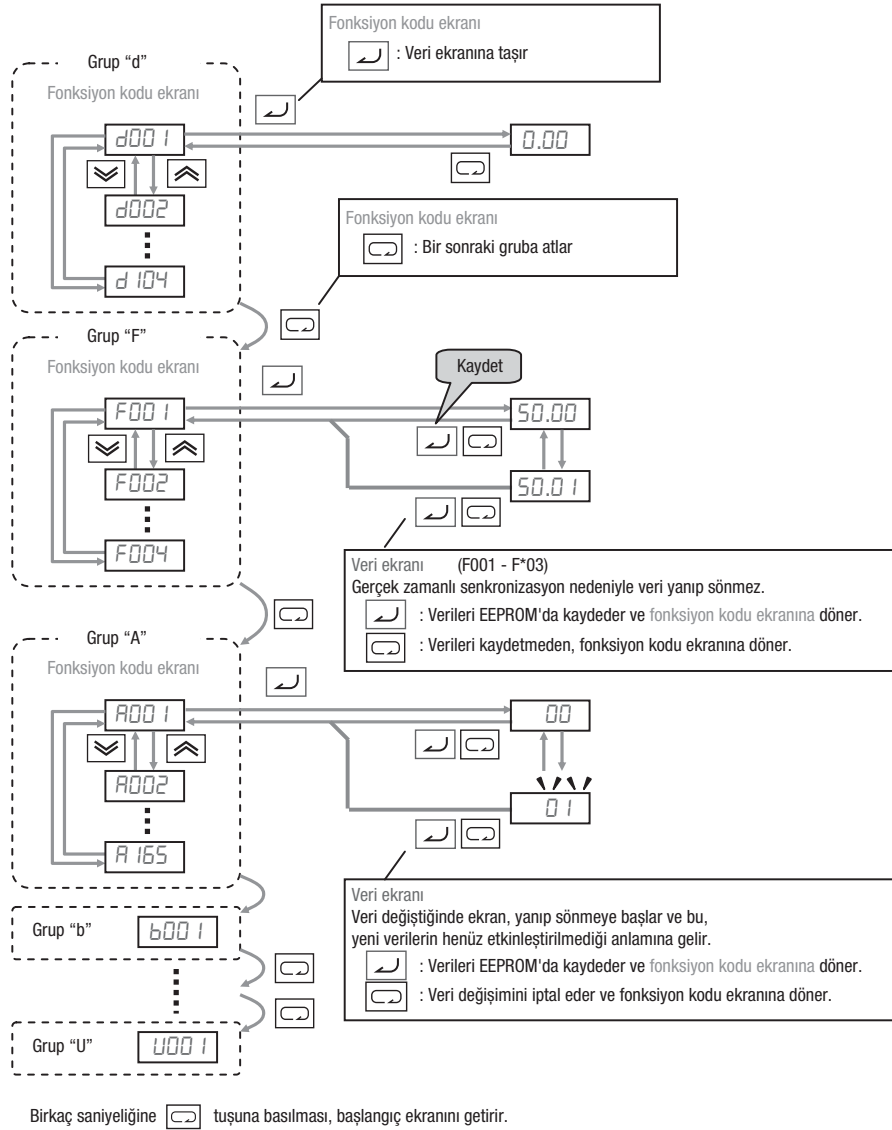 Fonksiyon kodu ekranı
: Veri ekranına taşır
Grup “d”
Fonksiyon kodu ekranı
d001
0.00
d002
d104
Fonksiyon kodu ekranı
: Bir sonraki gruba atlar
Grup “F”
Fonksiyon kodu ekranı
Kaydet
F001
50.00
F002
50.01
F004
Veri ekranı (F001 - F*03)
Gerçek zamanlı senkronizasyon nedeniyle veri yanıp sönmez.
: Verileri EEPROM'da kaydeder ve fonksiyon kodu ekranına döner.
: Verileri kaydetmeden, fonksiyon kodu ekranına döner.
Grup “A”
Fonksiyon kodu ekranı
A001
00
A002
01
A165
Veri ekranı
Veri değiştiğinde ekran, yanıp sönmeye başlar ve bu,
yeni verilerin henüz etkinleştirilmediği anlamına gelir.
: Verileri EEPROM'da kaydeder ve fonksiyon kodu ekranına döner.
: Veri değişimini iptal eder ve fonksiyon kodu ekranına döner.
Grup “b”
b001
Grup “U”
U001
Birkaç saniyeliğine tuşuna basılması, başlangıç ekranını getirir.